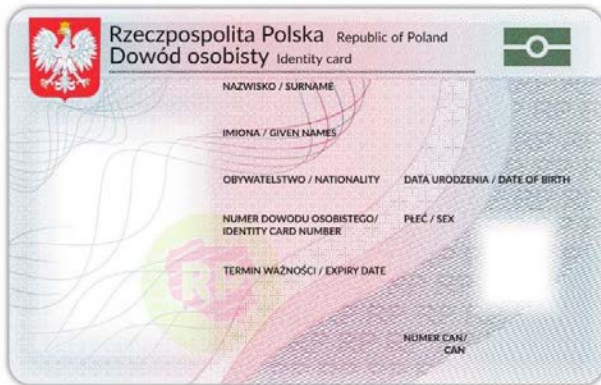 Rzeczpospolita Polska Republic of Poland
Dowód osobisty Identity card
NAZWISKO / SURNAME
IMIONA / GIVEN NAMES
OBYWATELSTWO / NATIONALITY
DATA URODZENIA / DATE OF BIRTH
NUMER DOWODU OSOBISTEGO/
IDENTITY CARD NUMBER
PŁEĆ / SEX
TERMIN WAŻNOŚCI / EXPIRY DATE
NUMER CAN/
CAN